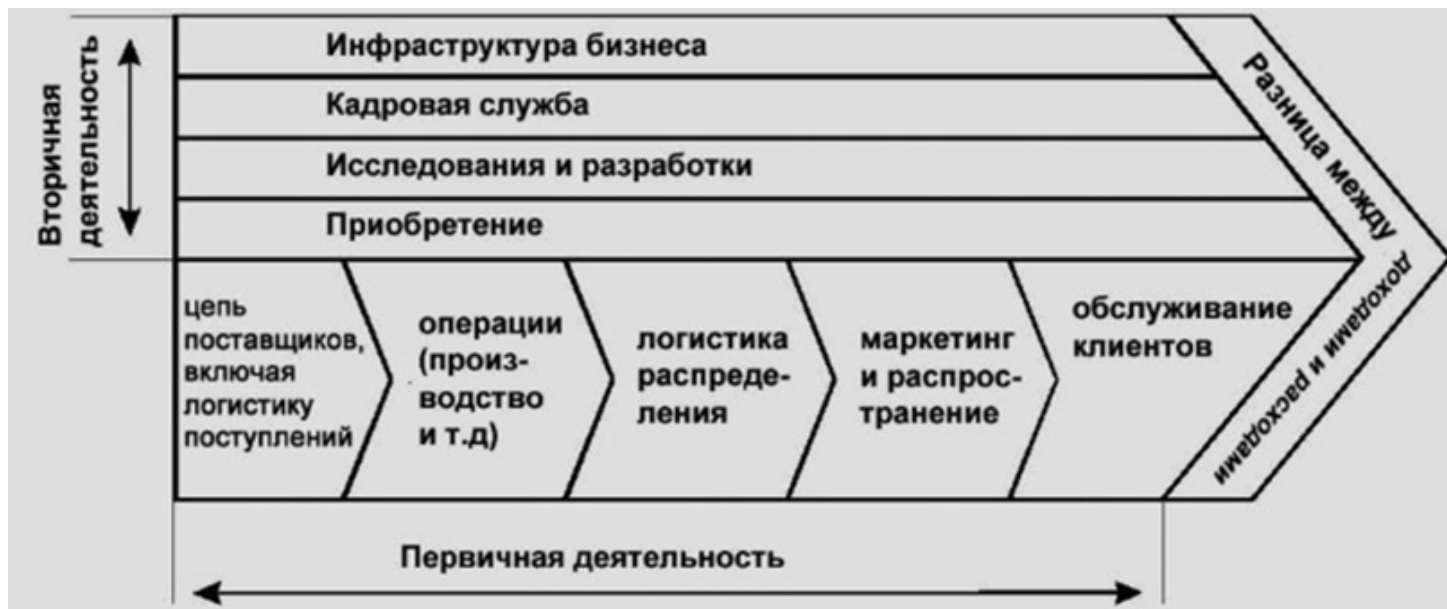 Вторичная
деятельность
Инфраструктура бизнеса
Кадровая служба
Исследования и разработки
Приобретение
Разница между
доходами и расходами
цепь
поставщиков,
включая
логистику
поступлений
операции
(произ-
водство
и т.д)
логистика
распреде-
ления
маркетинг
и распрос-
транение
обслуживание
клиентов
Первичная деятельность